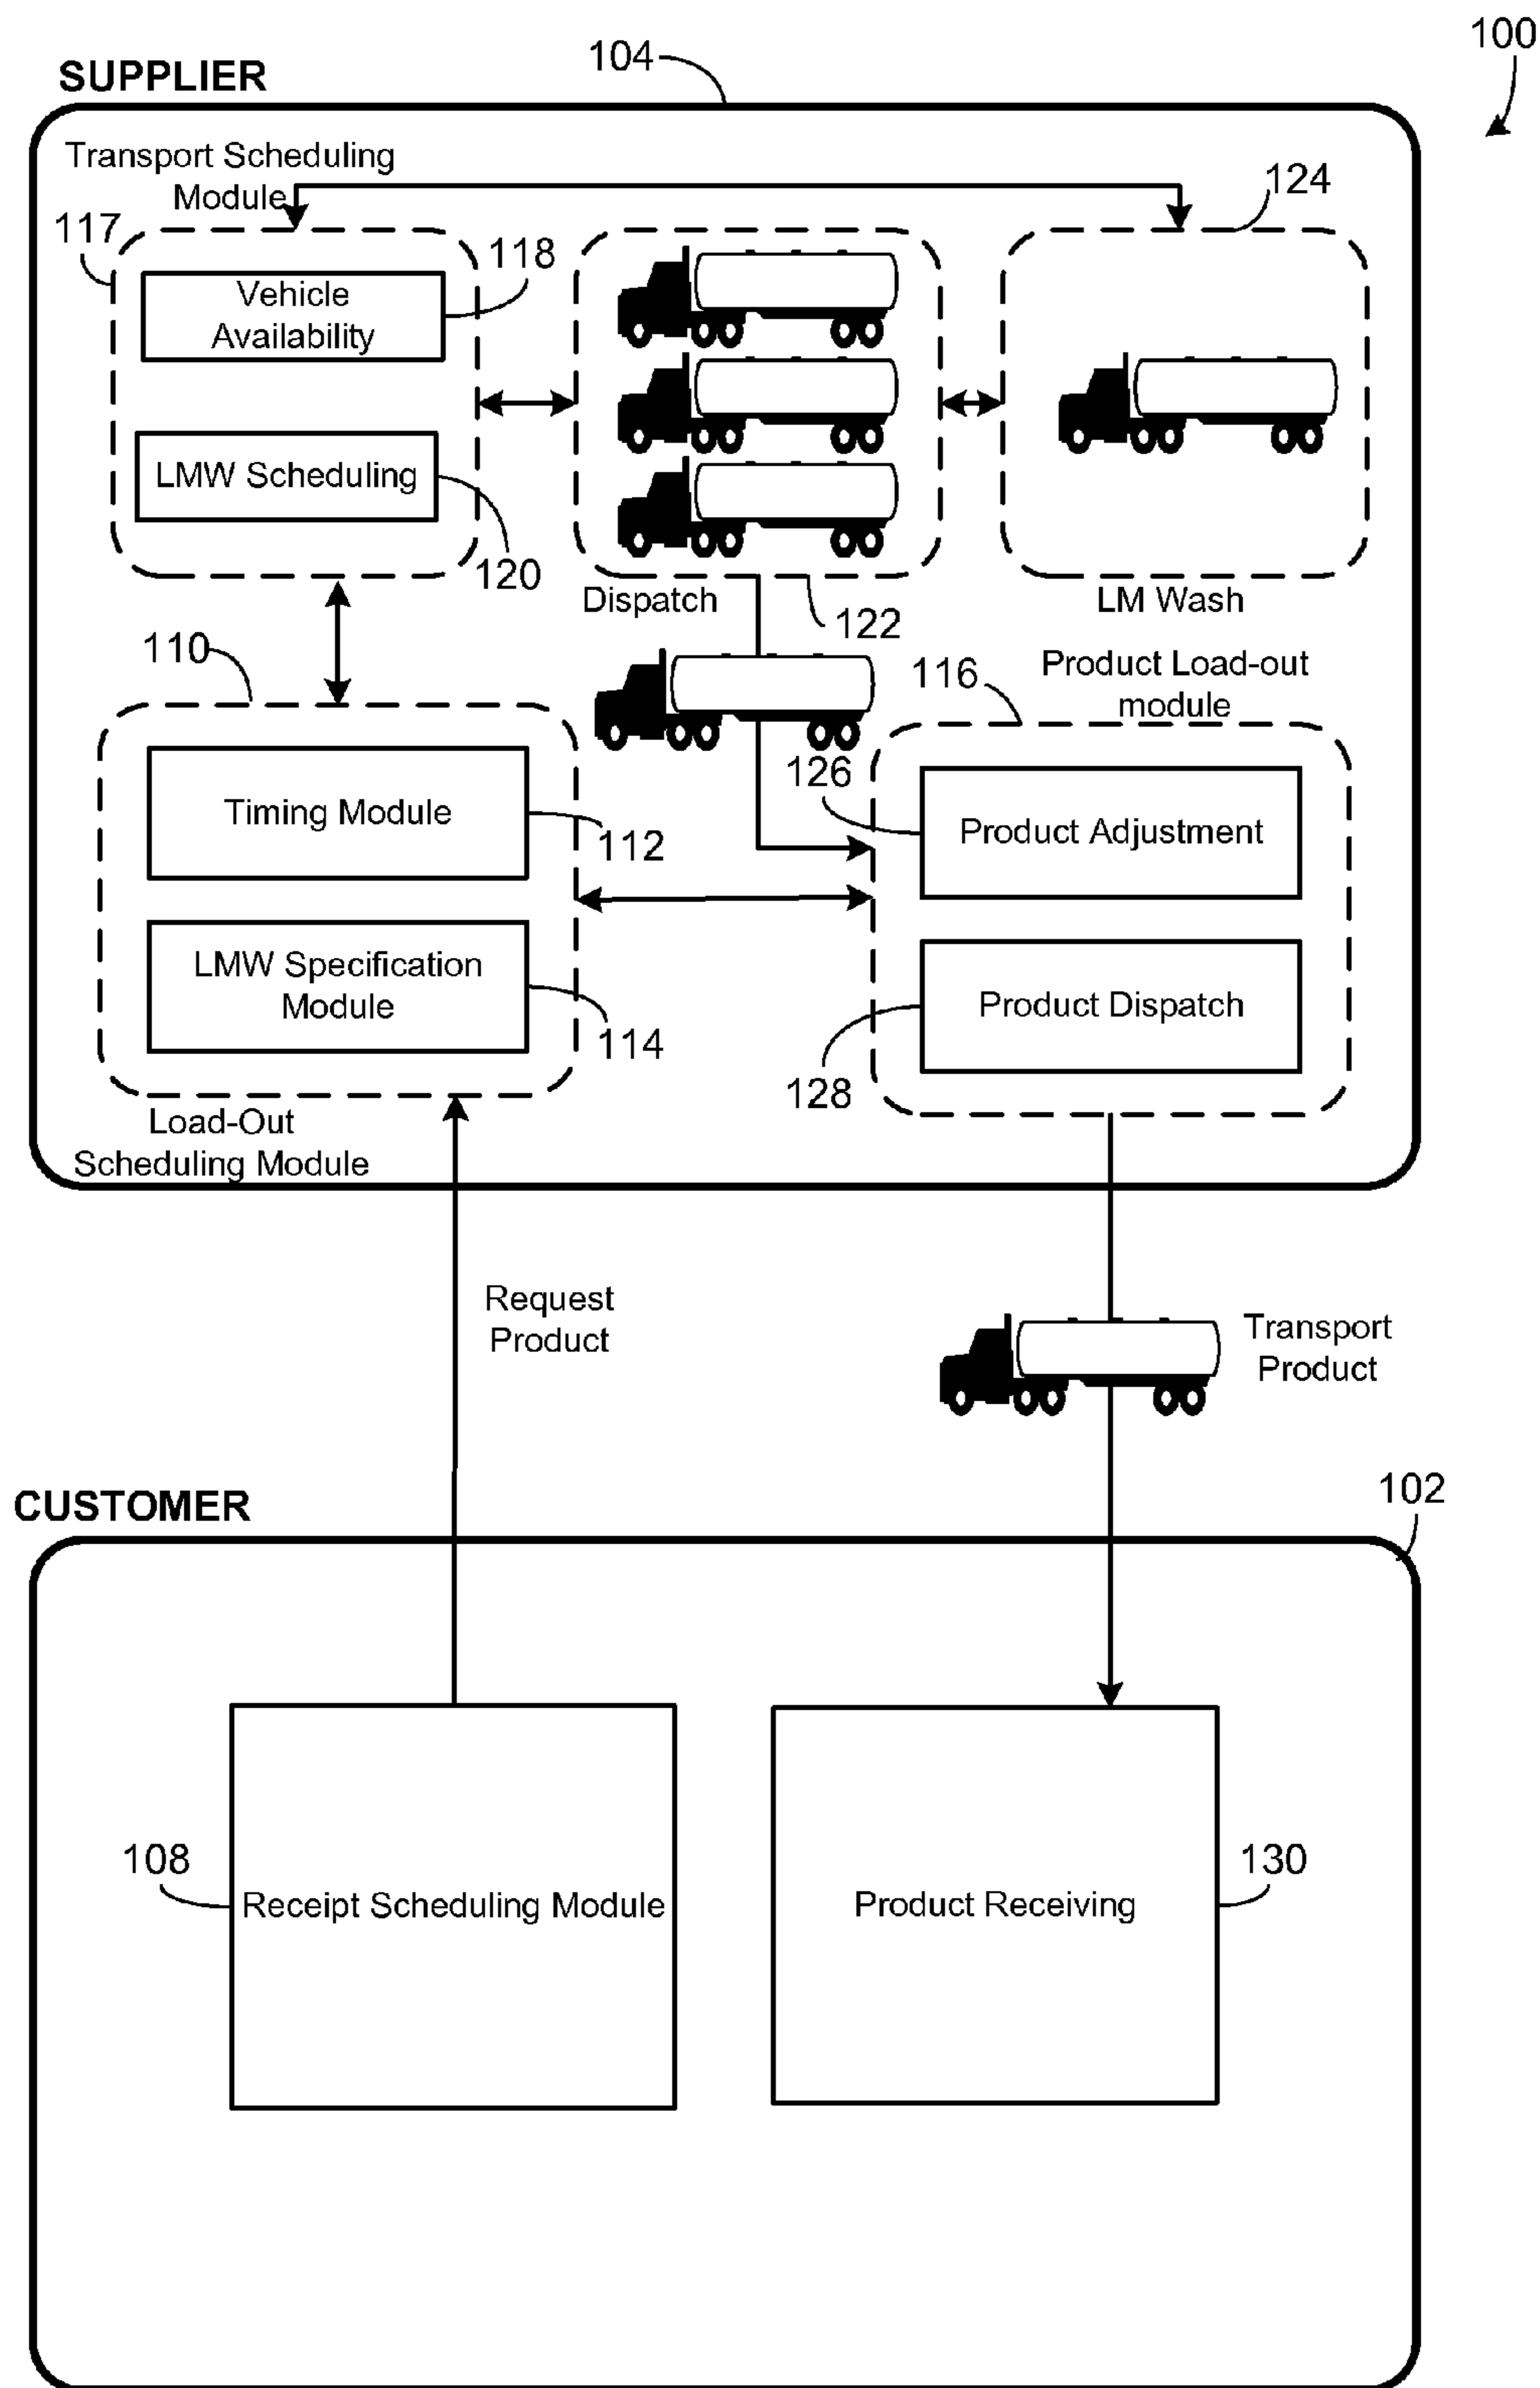 100
SUPPLIER
104
Transport Scheduling
Module
124
117
118
Vehicle
Availability
LMW Scheduling
120
Dispatch
122
LM Wash
110
116
Product Load-out
module
126
Timing Module
112
Product Adjustment
LMW Specification
Module
114
Product Dispatch
128
Load-Out
Scheduling Module
Request
Product
Transport
Product
CUSTOMER
102
108
Receipt Scheduling Module
Product Receiving
130